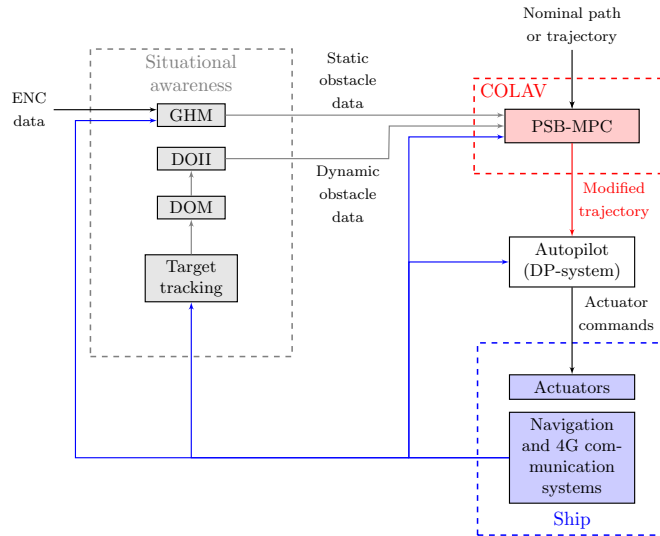 Nominal path
or trajectory
Situational
awareness
Static
obstacle
data
COLAV
ENC
data
GHM
PSB-MPC
DOII
Dynamic
obstacle
data
DOM
Modified
trajectory
Target
tracking
Autopilot
(DP-system)
Actuator
commands
Actuators
Navigation
and 4G com-
munication
systems
Ship